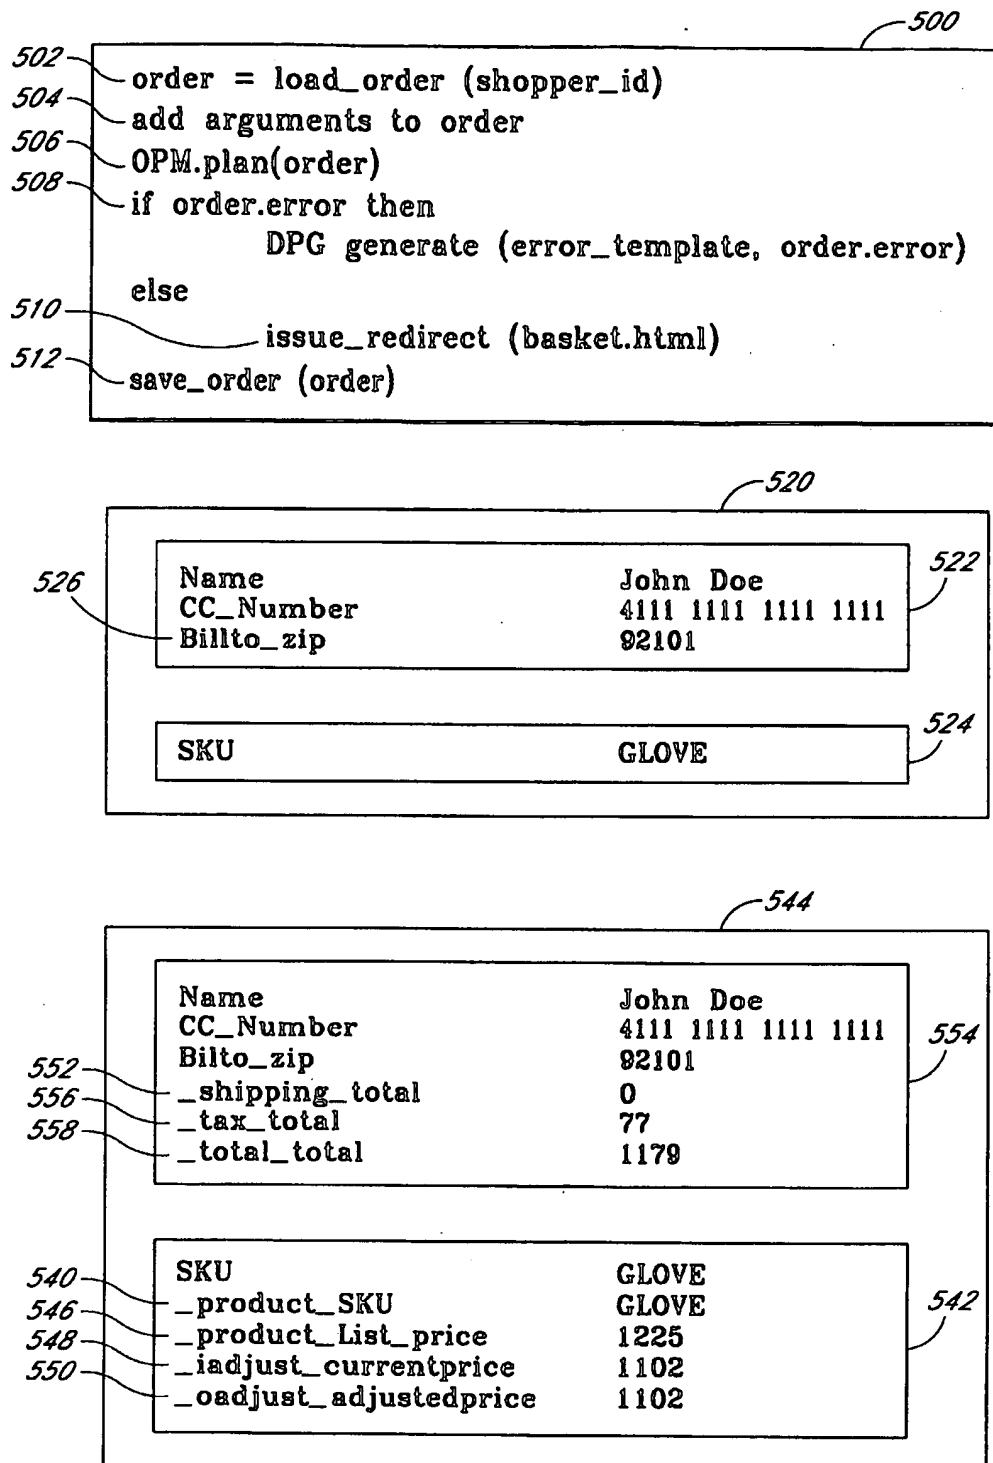 500
502 order = load_order (shopper_id)
504 add arguments to order
506 OPM.plan(order)
508 if order.error then
DPG generate (error_template, order.error)
else
510 issue_redirect (basket.html)
512 save_order (order)
520
Name John Doe 522
CC_Number 4111 1111 1111 1111
526 Billto_zip 92101
SKU GLOVE 524
544
Name John Doe
CC_Number 4111 1111 1111 1111 554
Bilto_zip 92101
552 _shipping_total 0
556 _tax_total 77
558 _total_total 1179
SKU GLOVE
540 _product_SKU GLOVE 542
546 _product_List_price 1225
548 _iadjust_currentprice 1102
550 _oadjust_adjustedprice 1102